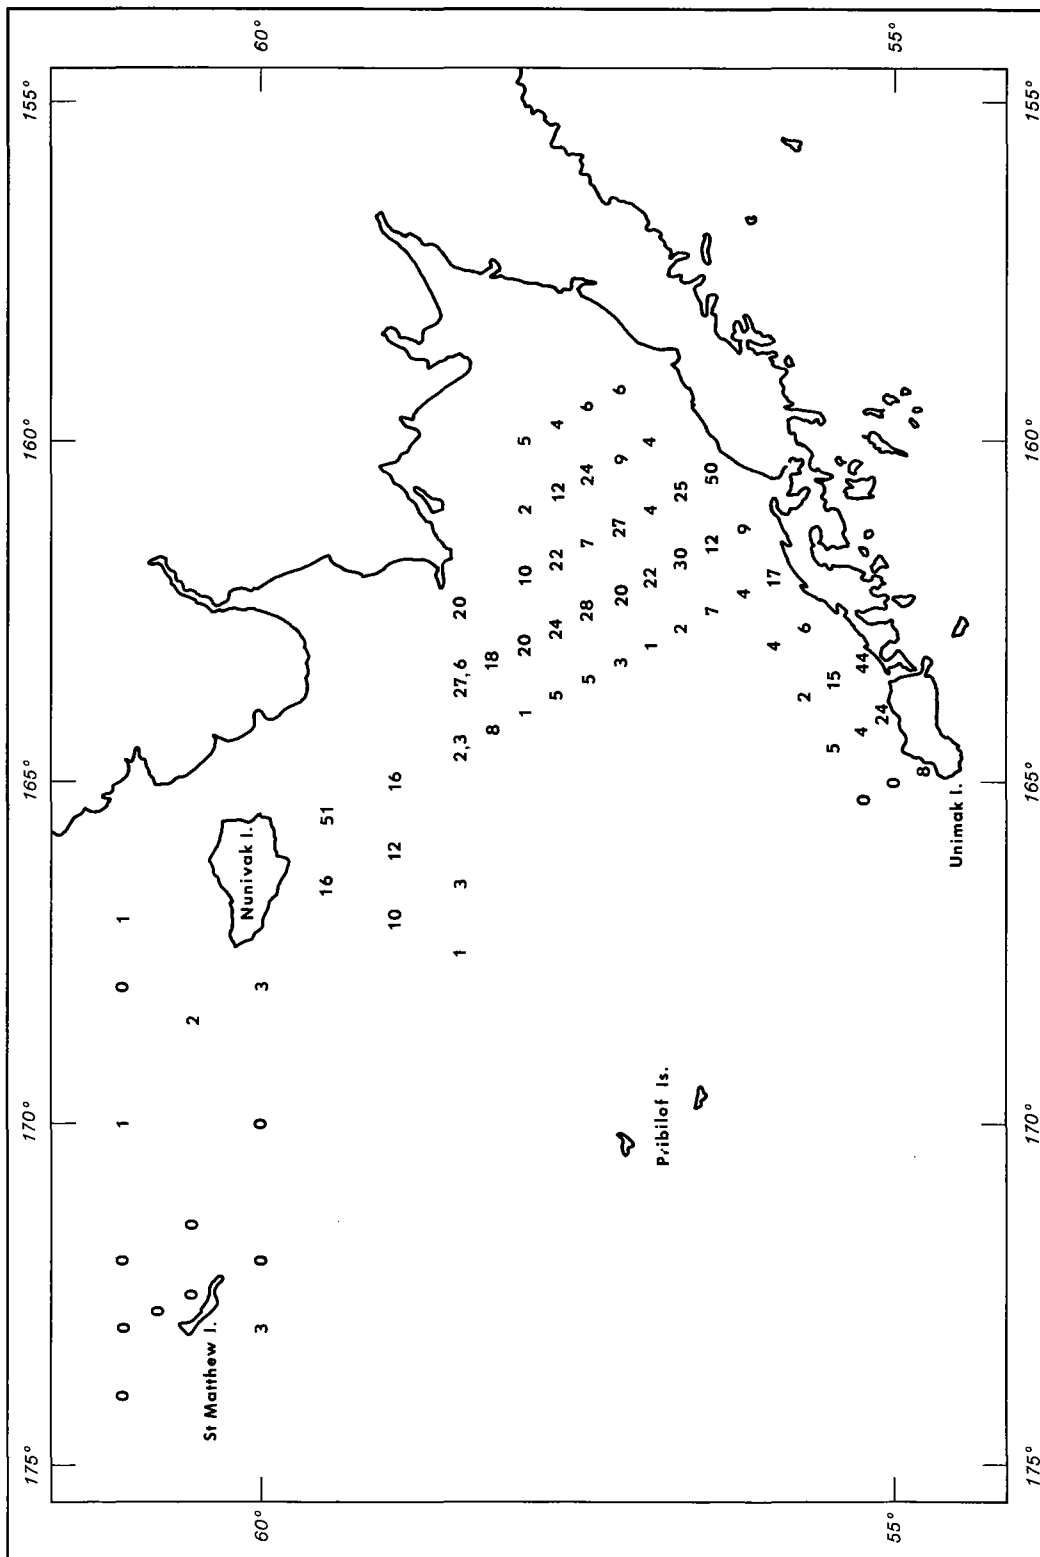 175° 170° 165° 160° 155°
0 0 0 1 0 1
0
0 0 2
St Matthew I.
Nunivak I.
60° 3 0 0 3 60°
16 51
10 12 16
1 3 2,3 27,6 20
8 18
1 20 10 2 5
5 24 22 12 4
5 28 7 24 6
3 20 27 9 6
1 22 4 4
Pribilof Is.
2 30 25
7 12 50
4 9
4 17
2 6
5 15
0 4 44
24
55° 0 55°
8
Unimak I.
175° 170° 165° 160° 155°